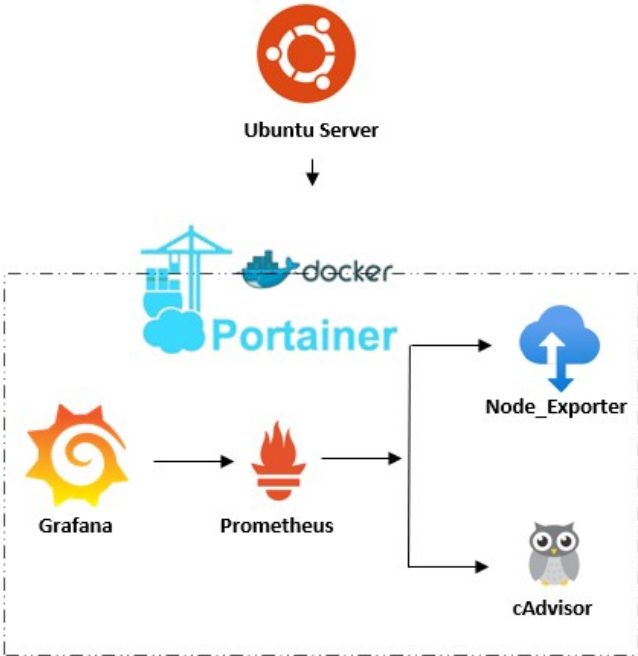 Ubuntu Server
docker
Portainer
Node_Exporter
Grafana
Prometheus
cAdvisor